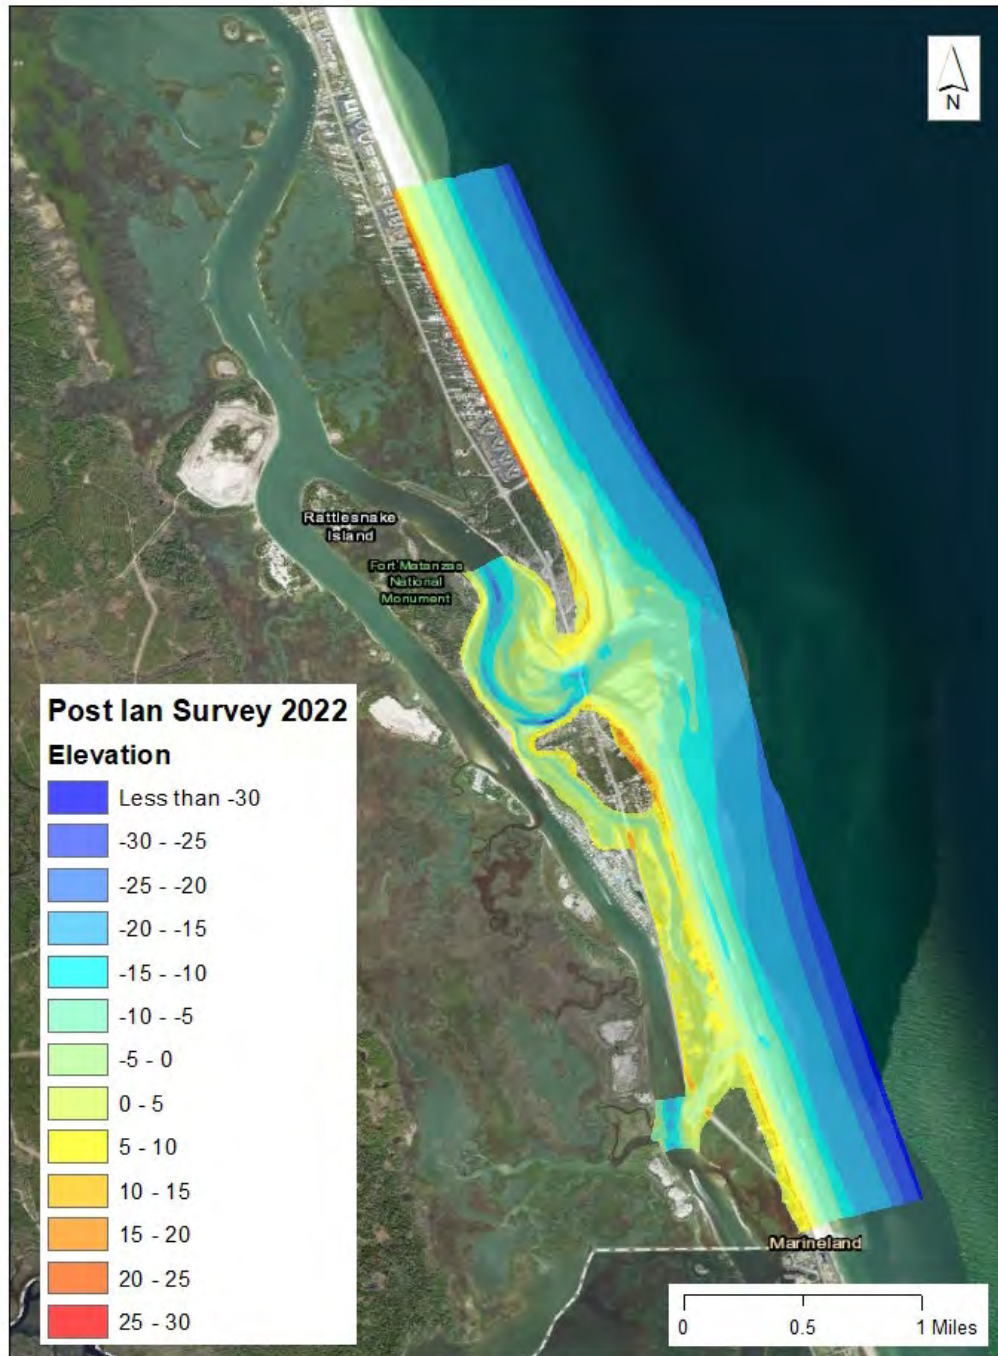 N
Rattlesnake
Island
Fort Matanzas
National
Monument
Post Ian Survey 2022
Elevation
Less than -30
-30 - -25
-25 - -20
-20 - -15
-15 - -10
-10 - -5
-5 - 0
0 - 5
5 - 10
10 - 15
15 - 20
20 - 25
25 - 30
Marineland
0 0.5 1 Miles